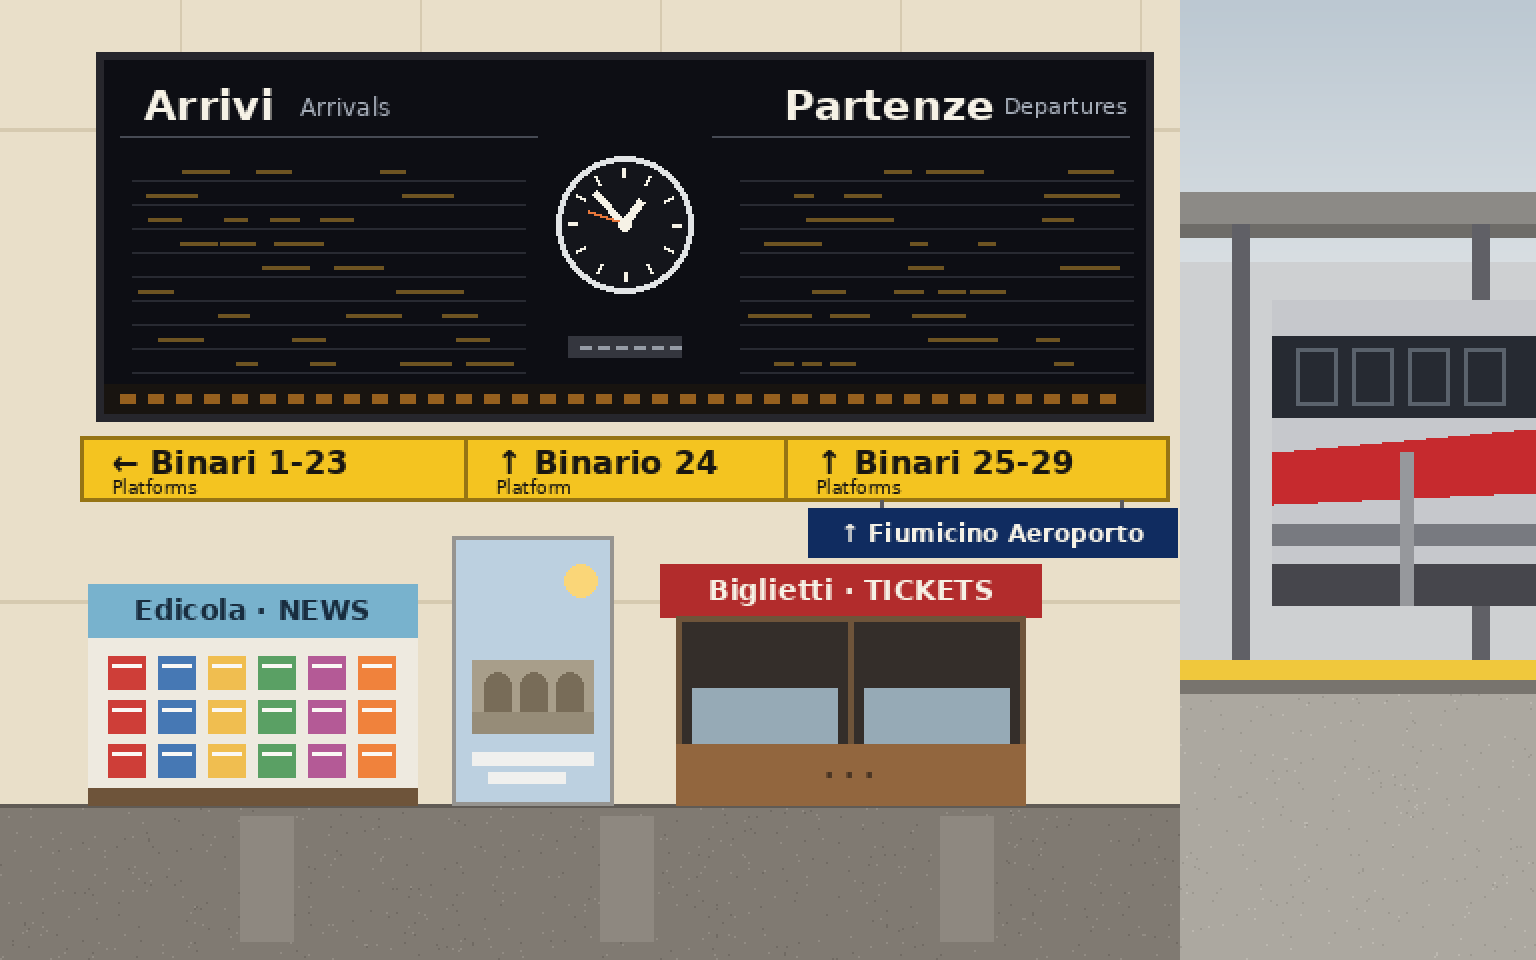 Arrivi Arrivals
Partenze Departures
← Binari 1-23
Platforms
↑ Binario 24
Platform
↑ Binari 25-29
Platforms
↑ Fiumicino Aeroporto
Edicola · NEWS
Biglietti · TICKETS